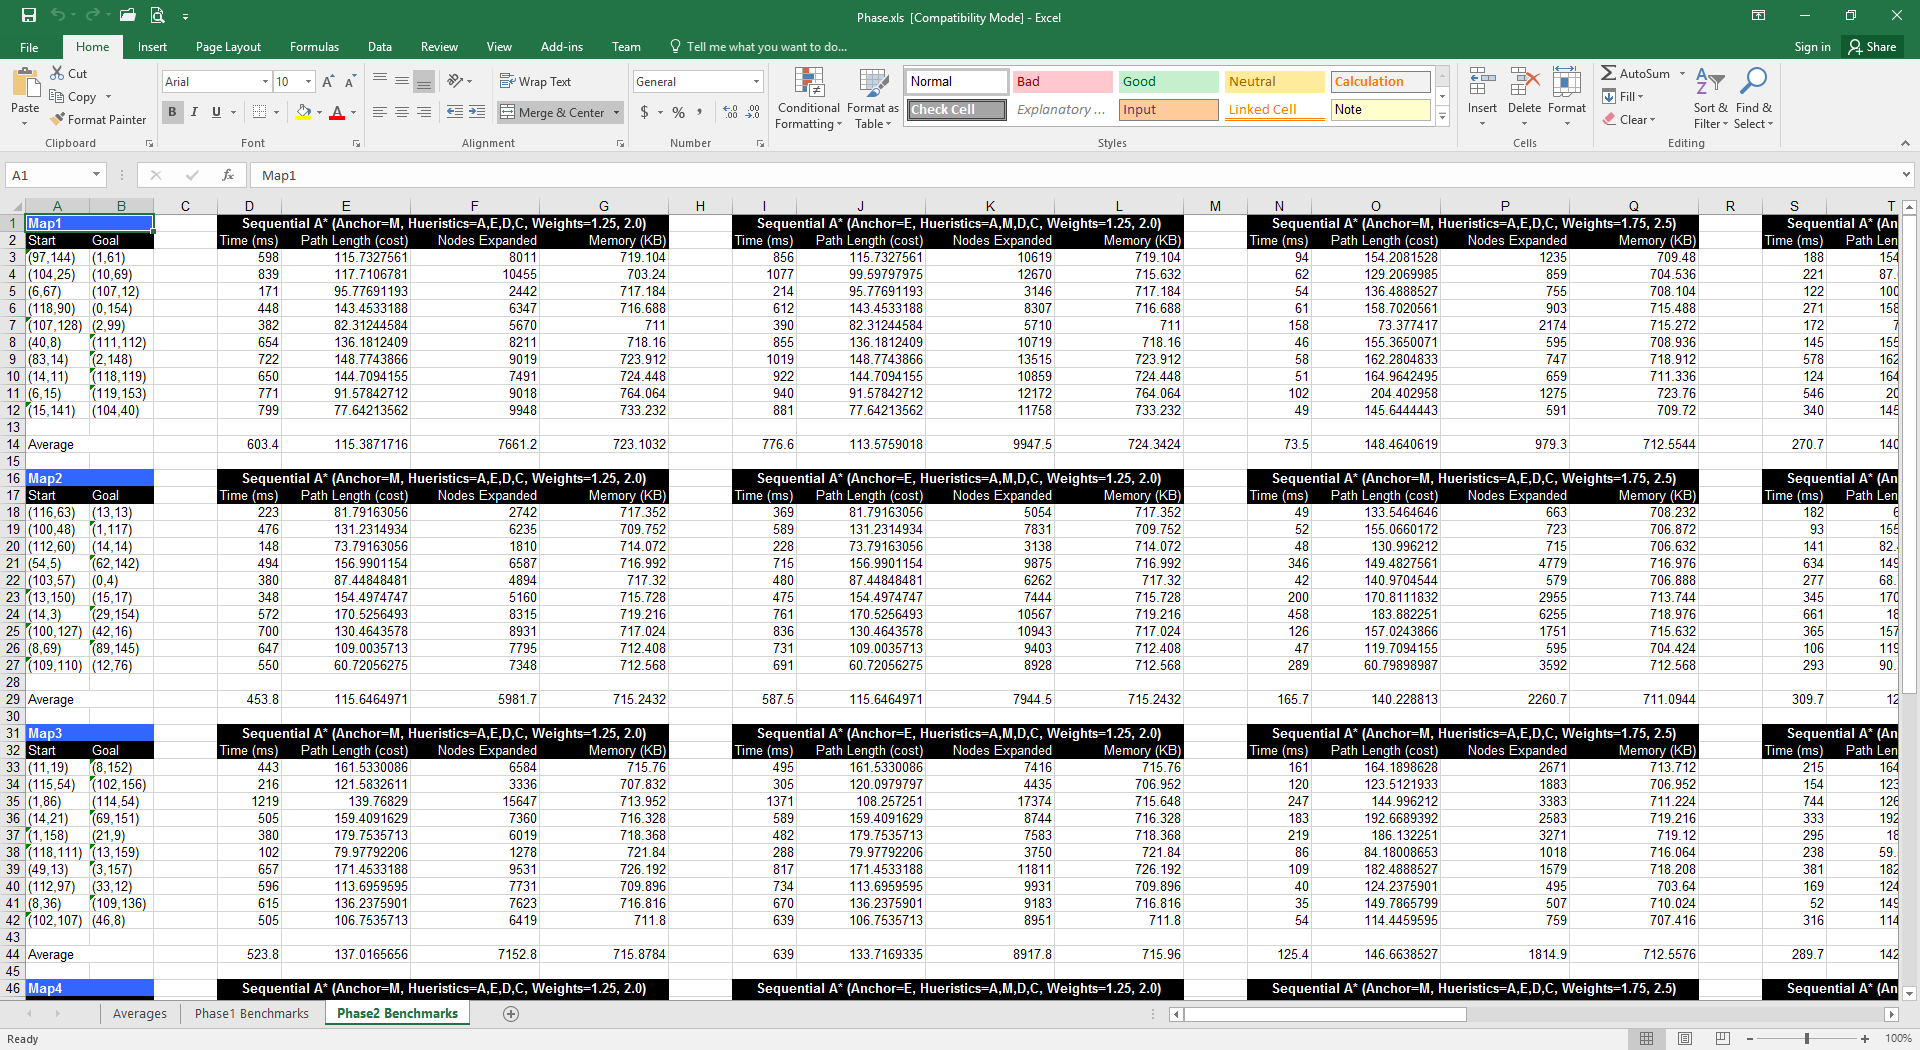 Phase.xls [Compatibility Mode] - Excel
File Home Insert Page Layout Formulas Data Review View Add-ins Team Tell me what you want to do... Sign in Share
Paste Cut Copy Format Painter Clipboard
Arial 10 A A B I U A Font
Wrap Text Merge & Center Alignment
General $ % , Number
Conditional Formatting Format as Table
Normal Bad Good Neutral Calculation
Check Cell Explanatory ... Input Linked Cell Note
Styles
Insert Delete Format Cells
AutoSum Fill Clear Sort & Filter Find & Select Editing
A1 fx Map1
A B C D E F G H I J K L M N O P Q R S T
1 Map1 Sequential A* (Anchor=M, Hueristics=A,E,D,C, Weights=1.25, 2.0) Sequential A* (Anchor=E, Hueristics=A,M,D,C, Weights=1.25, 2.0) Sequential A* (Anchor=M, Hueristics=A,E,D,C, Weights=1.75, 2.5) Sequential A* (An
2 Start Goal Time (ms) Path Length (cost) Nodes Expanded Memory (KB) Time (ms) Path Length (cost) Nodes Expanded Memory (KB) Time (ms) Path Length (cost) Nodes Expanded Memory (KB) Time (ms) Path Len
3 (97,144) (1,61) 598 115.7327561 8011 719.104 856 115.7327561 10619 719.104 94 154.2081528 1235 709.48 188 154
4 (104,25) (10,69) 839 117.7106781 10455 703.24 1077 99.59797975 12670 715.632 62 129.2069985 859 704.536 221 87.
5 (6,67) (107,12) 171 95.77691193 2442 717.184 214 95.77691193 3146 717.184 54 136.4888527 755 708.104 122 100
6 (118,90) (0,154) 448 143.4533188 6347 716.688 612 143.4533188 8307 716.688 61 158.7020561 903 715.488 271 158
7 (107,128) (2,99) 382 82.31244584 5670 711 390 82.31244584 5710 711 158 73.377417 2174 715.272 172 7
8 (40,8) (111,112) 654 136.1812409 8211 718.16 855 136.1812409 10719 718.16 46 155.3650071 595 708.936 145 155
9 (83,14) (2,148) 722 148.7743866 9019 723.912 1019 148.7743866 13515 723.912 58 162.2804833 747 718.912 578 162
10 (14,11) (118,119) 650 144.7094155 7491 724.448 922 144.7094155 10859 724.448 51 164.9642495 659 711.336 124 164
11 (6,15) (119,153) 771 91.57842712 9018 764.064 940 91.57842712 12172 764.064 102 204.402958 1275 723.76 546 20
12 (15,141) (104,40) 799 77.64213562 9948 733.232 881 77.64213562 11758 733.232 49 145.6444443 591 709.72 340 145
13
14 Average 603.4 115.3871716 7661.2 723.1032 776.6 113.5759018 9947.5 724.3424 73.5 148.4640619 979.3 712.5544 270.7 140
15
16 Map2 Sequential A* (Anchor=M, Hueristics=A,E,D,C, Weights=1.25, 2.0) Sequential A* (Anchor=E, Hueristics=A,M,D,C, Weights=1.25, 2.0) Sequential A* (Anchor=M, Hueristics=A,E,D,C, Weights=1.75, 2.5) Sequential A* (An
17 Start Goal Time (ms) Path Length (cost) Nodes Expanded Memory (KB) Time (ms) Path Length (cost) Nodes Expanded Memory (KB) Time (ms) Path Length (cost) Nodes Expanded Memory (KB) Time (ms) Path Len
18 (116,63) (13,13) 223 81.79163056 2742 717.352 369 81.79163056 5054 717.352 49 133.5464646 663 708.232 182 6
19 (100,48) (1,117) 476 131.2314934 6235 709.752 589 131.2314934 7831 709.752 52 155.0660172 723 706.872 93 155
20 (112,60) (14,14) 148 73.79163056 1810 714.072 228 73.79163056 3138 714.072 48 130.996212 715 706.632 141 82.
21 (54,5) (62,142) 494 156.9901154 6587 716.992 715 156.9901154 9875 716.992 346 149.4827561 4779 716.976 634 149
22 (103,57) (0,4) 380 87.44848481 4894 717.32 480 87.44848481 6262 717.32 42 140.9704544 579 706.888 277 68.
23 (13,150) (15,17) 348 154.4974747 5160 715.728 475 154.4974747 7444 715.728 200 170.8111832 2955 713.744 345 170
24 (14,3) (29,154) 572 170.5256493 8315 719.216 761 170.5256493 10567 719.216 458 183.882251 6255 718.976 661 18
25 (100,127) (42,16) 700 130.4643578 8931 717.024 836 130.4643578 10943 717.024 126 157.0243866 1751 715.632 365 157
26 (8,69) (89,145) 647 109.0035713 7795 712.408 731 109.0035713 9403 712.408 47 119.7094155 595 704.424 106 119
27 (109,110) (12,76) 550 60.72056275 7348 712.568 691 60.72056275 8928 712.568 289 60.79898987 3592 712.568 293 90.
28
29 Average 453.8 115.6464971 5981.7 715.2432 587.5 115.6464971 7944.5 715.2432 165.7 140.228813 2260.7 711.0944 309.7 12
30
31 Map3 Sequential A* (Anchor=M, Hueristics=A,E,D,C, Weights=1.25, 2.0) Sequential A* (Anchor=E, Hueristics=A,M,D,C, Weights=1.25, 2.0) Sequential A* (Anchor=M, Hueristics=A,E,D,C, Weights=1.75, 2.5) Sequential A* (An
32 Start Goal Time (ms) Path Length (cost) Nodes Expanded Memory (KB) Time (ms) Path Length (cost) Nodes Expanded Memory (KB) Time (ms) Path Length (cost) Nodes Expanded Memory (KB) Time (ms) Path Len
33 (11,19) (8,152) 443 161.5330086 6584 715.76 495 161.5330086 7416 715.76 161 164.1898628 2671 713.712 215 164
34 (115,54) (102,156) 216 121.5832611 3336 707.832 305 120.0979797 4435 706.952 120 123.5121933 1883 706.952 154 123
35 (1,86) (114,54) 1219 139.76829 15647 713.952 1371 108.257251 17374 715.648 247 144.996212 3383 711.224 744 126
36 (14,21) (69,151) 505 159.4091629 7360 716.328 589 159.4091629 8744 716.328 183 192.6689392 2583 719.216 333 192
37 (1,158) (21,9) 380 179.7535713 6019 718.368 482 179.7535713 7583 718.368 219 186.132251 3271 719.12 295 18
38 (118,111) (13,159) 102 79.97792206 1278 721.84 288 79.97792206 3750 721.84 86 84.18008653 1018 716.064 238 59.
39 (49,13) (3,157) 657 171.4533188 9531 726.192 817 171.4533188 11811 726.192 109 182.4888527 1579 718.208 381 182
40 (112,97) (33,12) 596 113.6959595 7731 709.896 734 113.6959595 9931 709.896 40 124.2375901 495 703.64 169 124
41 (8,36) (109,136) 615 136.2375901 7623 716.816 670 136.2375901 9183 716.816 35 149.7865799 507 710.024 52 149
42 (102,107) (46,8) 505 106.7535713 6419 711.8 639 106.7535713 8951 711.8 54 114.4459595 759 707.416 316 114
43
44 Average 523.8 137.0165656 7152.8 715.8784 639 133.7169335 8917.8 715.96 125.4 146.6638527 1814.9 712.5576 289.7 142
45
46 Map4 Sequential A* (Anchor=M, Hueristics=A,E,D,C, Weights=1.25, 2.0) Sequential A* (Anchor=E, Hueristics=A,M,D,C, Weights=1.25, 2.0) Sequential A* (Anchor=M, Hueristics=A,E,D,C, Weights=1.75, 2.5) Sequential A* (An
Averages Phase1 Benchmarks Phase2 Benchmarks
Ready 100%